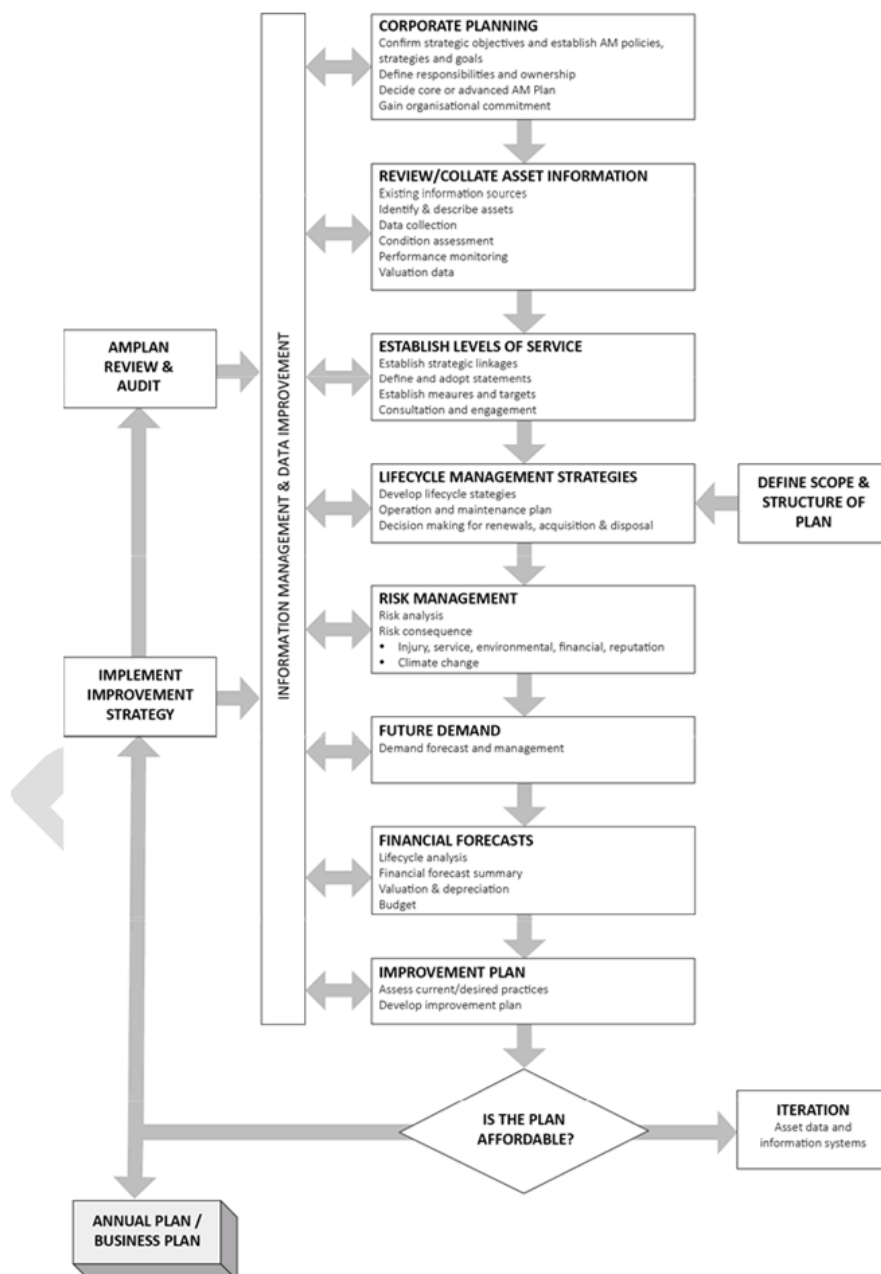 CORPORATE PLANNING
Confirm strategic objectives and establish AM policies,
strategies and goals
Define responsibilities and ownership
Decide core or advanced AM Plan
Gain organisational commitment
REVIEW/COLLATE ASSET INFORMATION
Existing information sources
Identify & describe assets
Data collection
Condition assessment
Performance monitoring
Valuation data
INFORMATION MANAGEMENT & DATA IMPROVEMENT
AMPLAN
REVIEW &
AUDIT
ESTABLISH LEVELS OF SERVICE
Establish strategic linkages
Define and adopt statements
Establish meaures and targets
Consultation and engagement
LIFECYCLE MANAGEMENT STRATEGIES
Develop lifecycle stategies
Operation and maintenance plan
Decision making for renewals, acquisition & disposal
DEFINE SCOPE &
STRUCTURE OF
PLAN
RISK MANAGEMENT
Risk analysis
Risk consequence
• Injury, service, environmental, financial, reputation
• Climate change
IMPLEMENT
IMPROVEMENT
STRATEGY
FUTURE DEMAND
Demand forecast and management
FINANCIAL FORECASTS
Lifecycle analysis
Financial forecast summary
Valuation & depreciation
Budget
IMPROVEMENT PLAN
Assess current/desired practices
Develop improvement plan
IS THE PLAN
AFFORDABLE?
ITERATION
Asset data and
information systems
ANNUAL PLAN /
BUSINESS PLAN